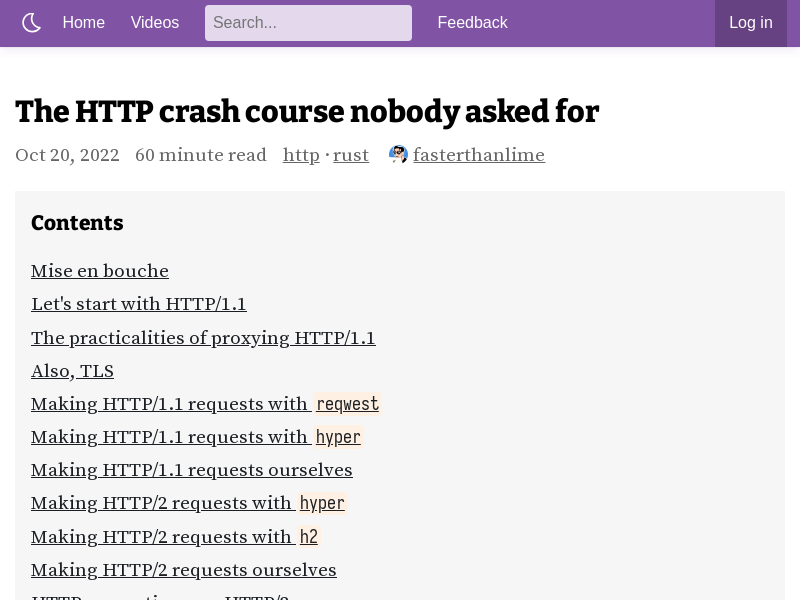 Home Videos Search... Feedback Log in
The HTTP crash course nobody asked for
Oct 20, 2022 60 minute read http · rust fasterthanlime
Contents
Mise en bouche
Let's start with HTTP/1.1
The practicalities of proxying HTTP/1.1
Also, TLS
Making HTTP/1.1 requests with reqwest
Making HTTP/1.1 requests with hyper
Making HTTP/1.1 requests ourselves
Making HTTP/2 requests with hyper
Making HTTP/2 requests with h2
Making HTTP/2 requests ourselves